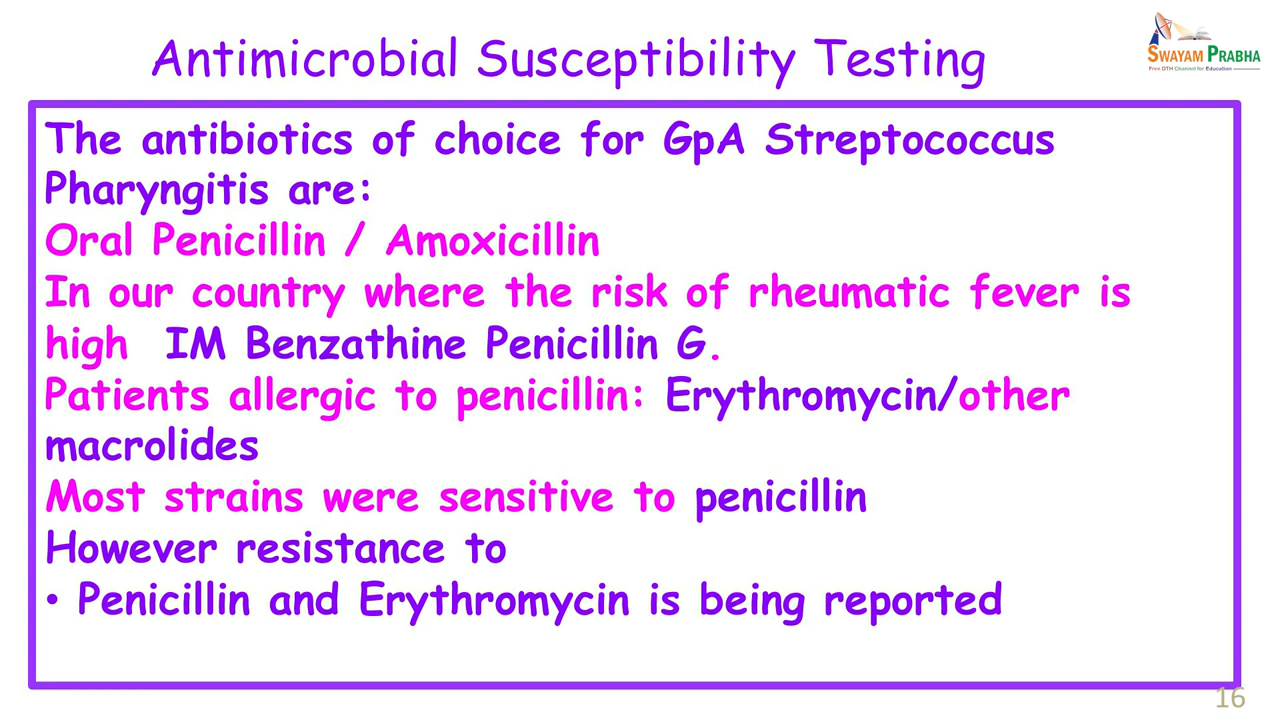 Antimicrobial Susceptibility Testing
SWAYAM PRABHA
Free DTH Channel for Education
The antibiotics of choice for GpA Streptococcus
Pharyngitis are:
Oral Penicillin / Amoxicillin
In our country where the risk of rheumatic fever is
high IM Benzathine Penicillin G.
Patients allergic to penicillin: Erythromycin/other
macrolides
Most strains were sensitive to penicillin
However resistance to
• Penicillin and Erythromycin is being reported
16